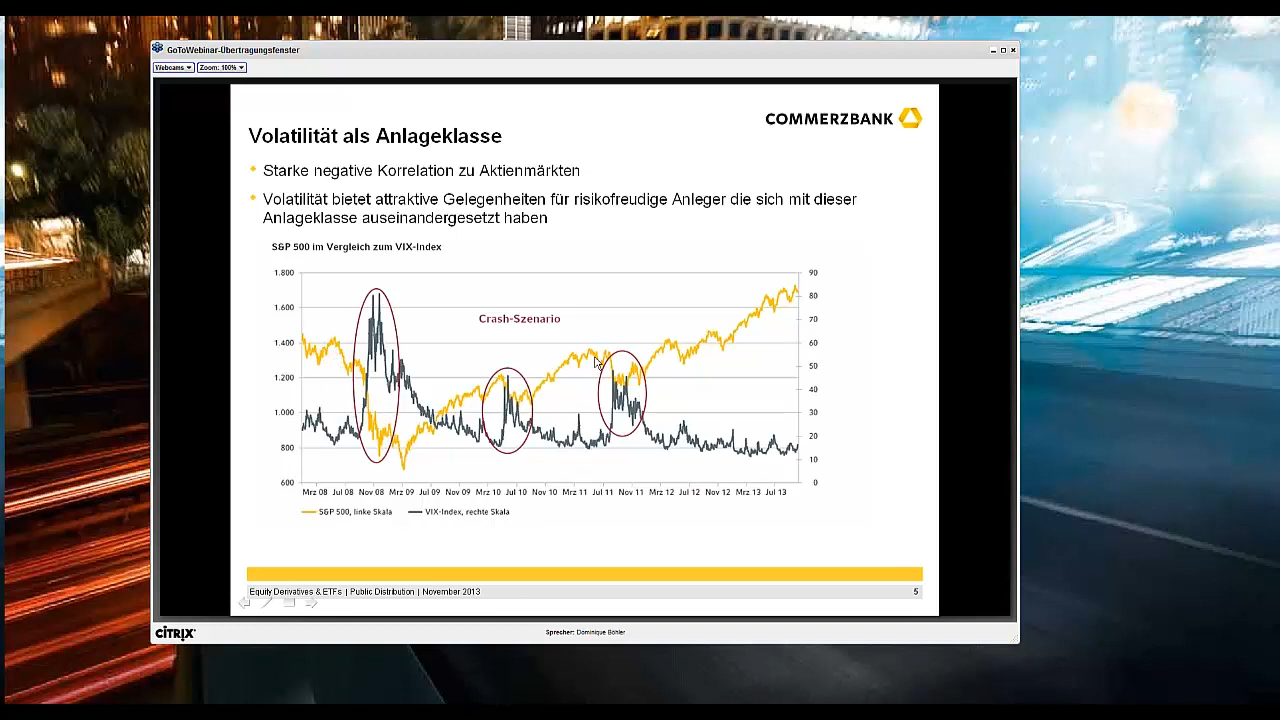 GoToWebinar-Übertragungsfenster
Webcams
Zoom: 100%
COMMERZBANK
Volatilität als Anlageklasse
Starke negative Korrelation zu Aktienmärkten
Volatilität bietet attraktive Gelegenheiten für risikofreudige Anleger die sich mit dieser
Anlageklasse auseinandergesetzt haben
S&P 500 im Vergleich zum VIX-Index
1.800
1.600
1.400
1.200
1.000
800
600
Crash-Szenario
90
80
70
60
50
40
30
20
10
0
Mrz 08 Jul 08 Nov 08 Mrz 09 Jul 09 Nov 09 Mrz 10 Jul 10 Nov 10 Mrz 11 Jul 11 Nov 11 Mrz 12 Jul 12 Nov 12 Mrz 13 Jul 13
S&P 500, linke Skala VIX-Index, rechte Skala
Equity Derivatives & ETFs | Public Distribution | November 2013 5
CITRIX Sprecher: Dominique Böhler